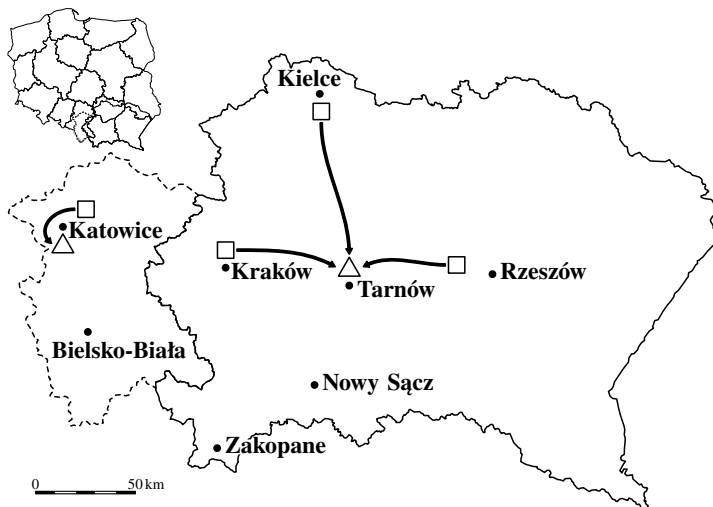 Kielce
Katowice
Kraków
Rzeszów
Tarnów
Bielsko-Biała
Nowy Sącz
Zakopane
0 50 km